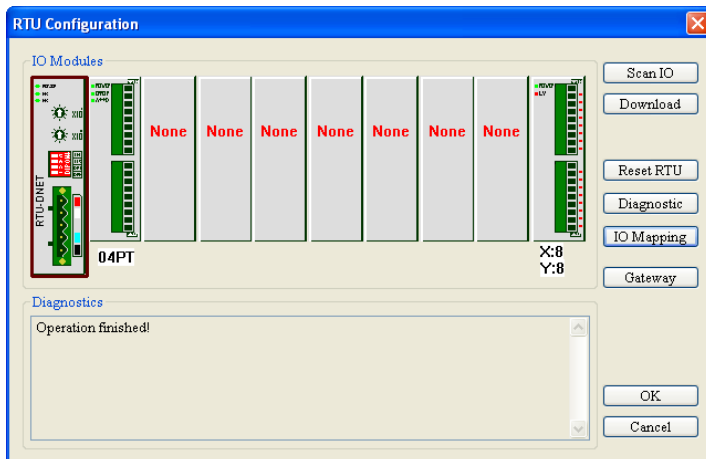 RTU Configuration
IO Modules
RTU-DNET
04PT
None
None
None
None
None
None
None
X:8
Y:8
Scan IO
Download
Reset RTU
Diagnostic
IO Mapping
Gateway
Diagnostics
Operation finished!
OK
Cancel